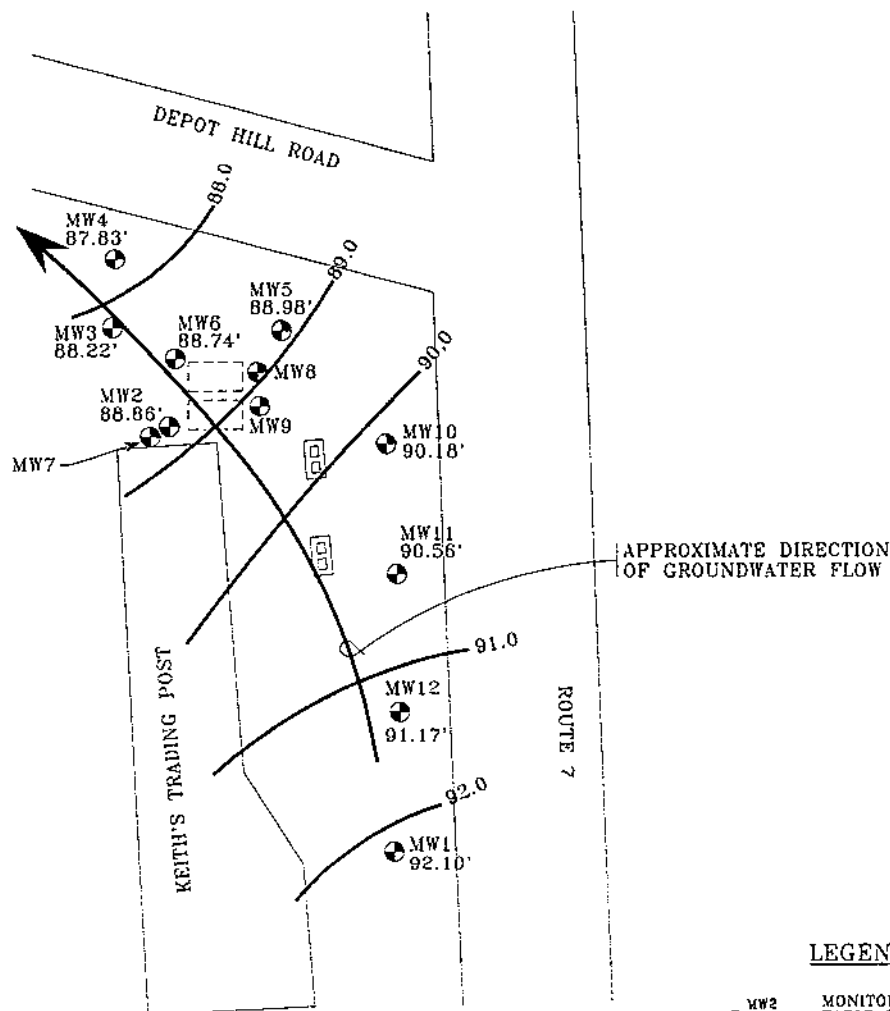 DEPOT HILL ROAD
88.0
MW4
87.83'
89.0
MW5
88.98'
MW3
88.22'
MW6
88.74'
MW8
90.0
MW2
88.86'
MW9
MW7
MW10
90.18'
MW11
90.56'
APPROXIMATE DIRECTION
OF GROUNDWATER FLOW
91.0
MW12
91.17'
KEITH'S TRADING POST
ROUTE 7
92.0
MW1
92.10'
LEGEN
MW2
MONITO